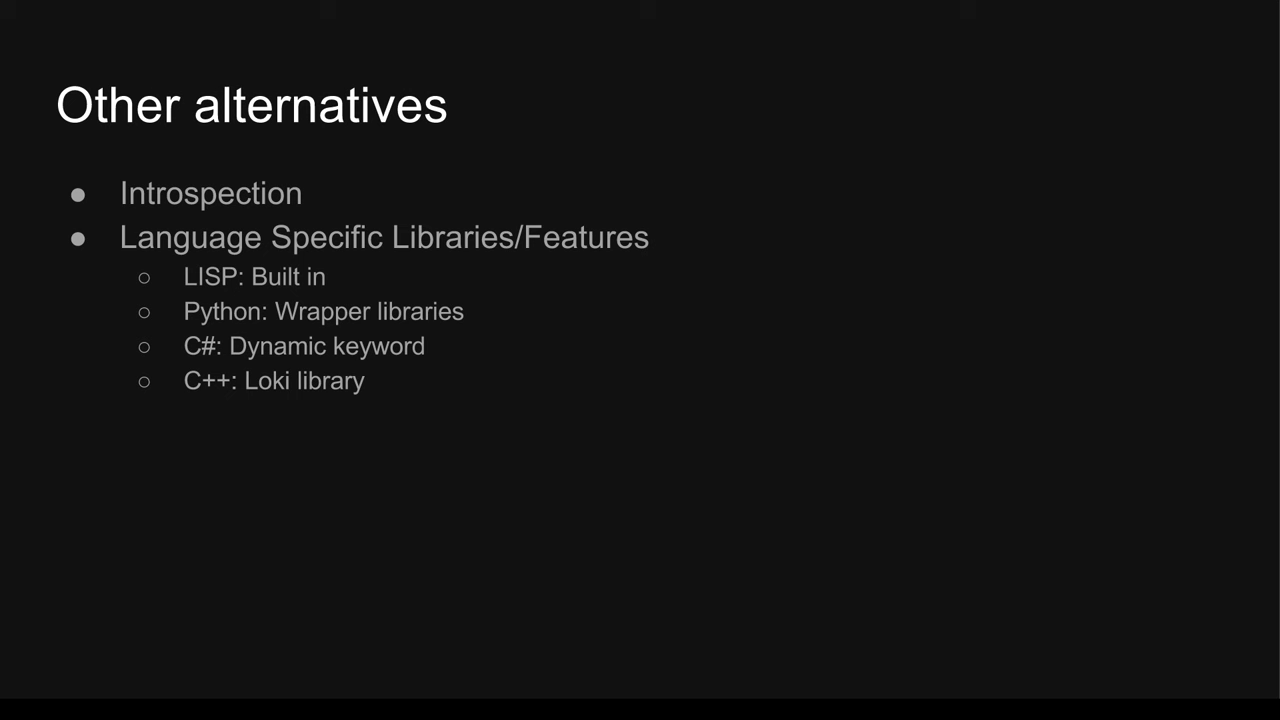 Other alternatives
● Introspection
● Language Specific Libraries/Features
○ LISP: Built in
○ Python: Wrapper libraries
○ C#: Dynamic keyword
○ C++: Loki library